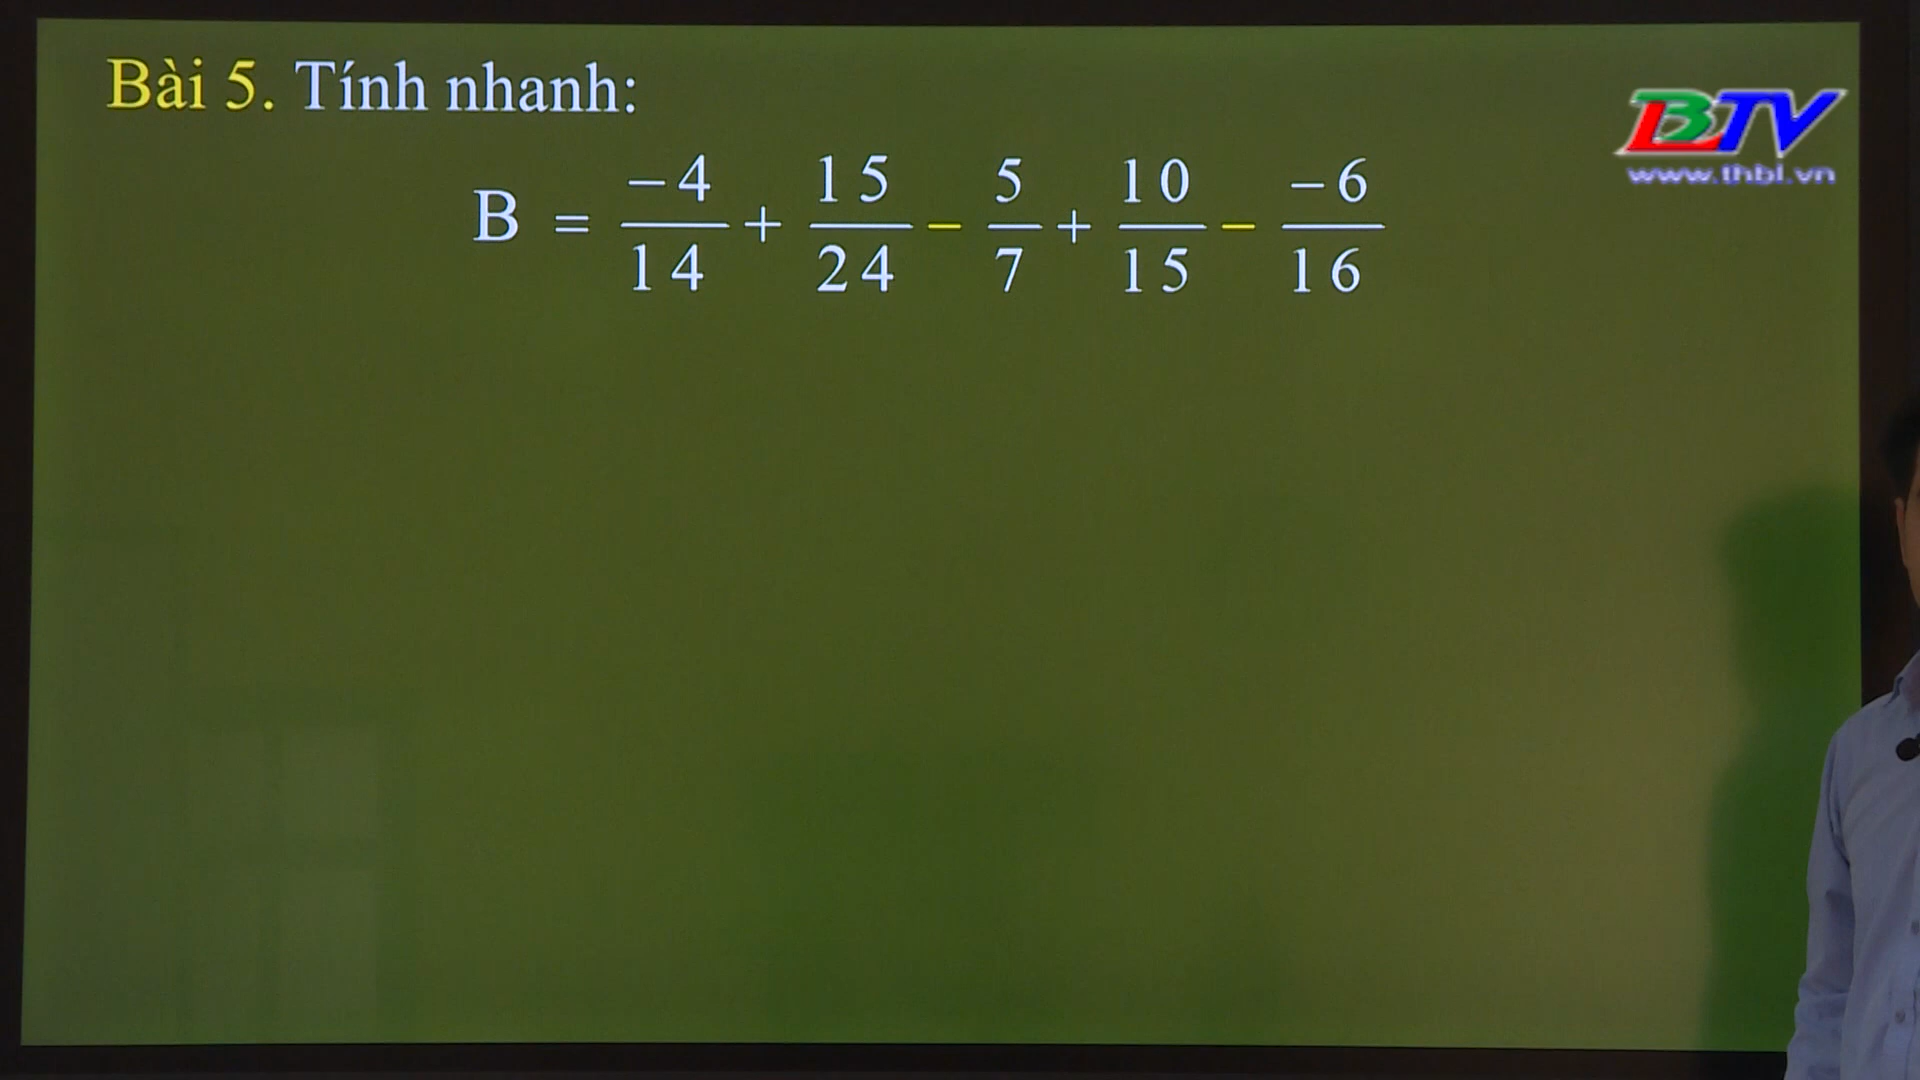 Bài 5. Tính nhanh:
BTV
www.thbl.vn
B = -4/14 + 15/24 - 5/7 + 10/15 - -6/16